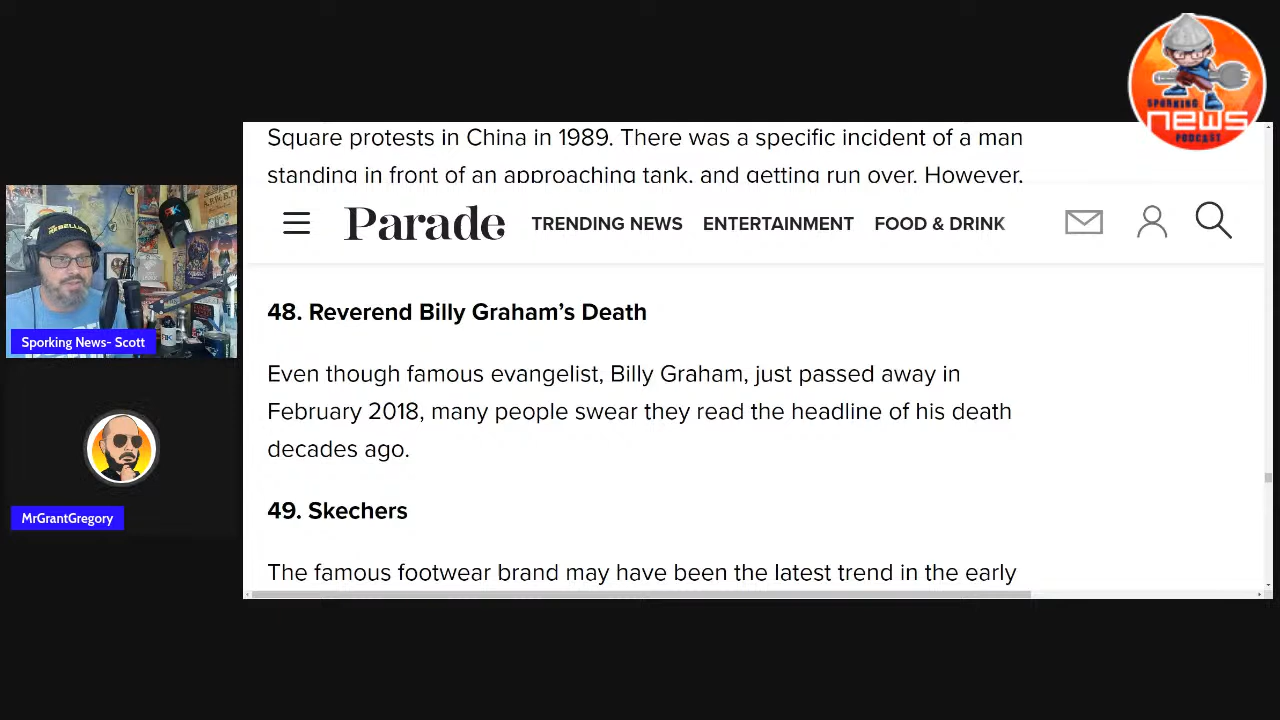 SPORKING
news
PODCAST
Square protests in China in 1989. There was a specific incident of a man
standing in front of an approaching tank, and getting run over. However,
Parade TRENDING NEWS ENTERTAINMENT FOOD & DRINK
48. Reverend Billy Graham’s Death
Even though famous evangelist, Billy Graham, just passed away in
February 2018, many people swear they read the headline of his death
decades ago.
49. Skechers
The famous footwear brand may have been the latest trend in the early
REBELLION
Sporking News- Scott
MrGrantGregory